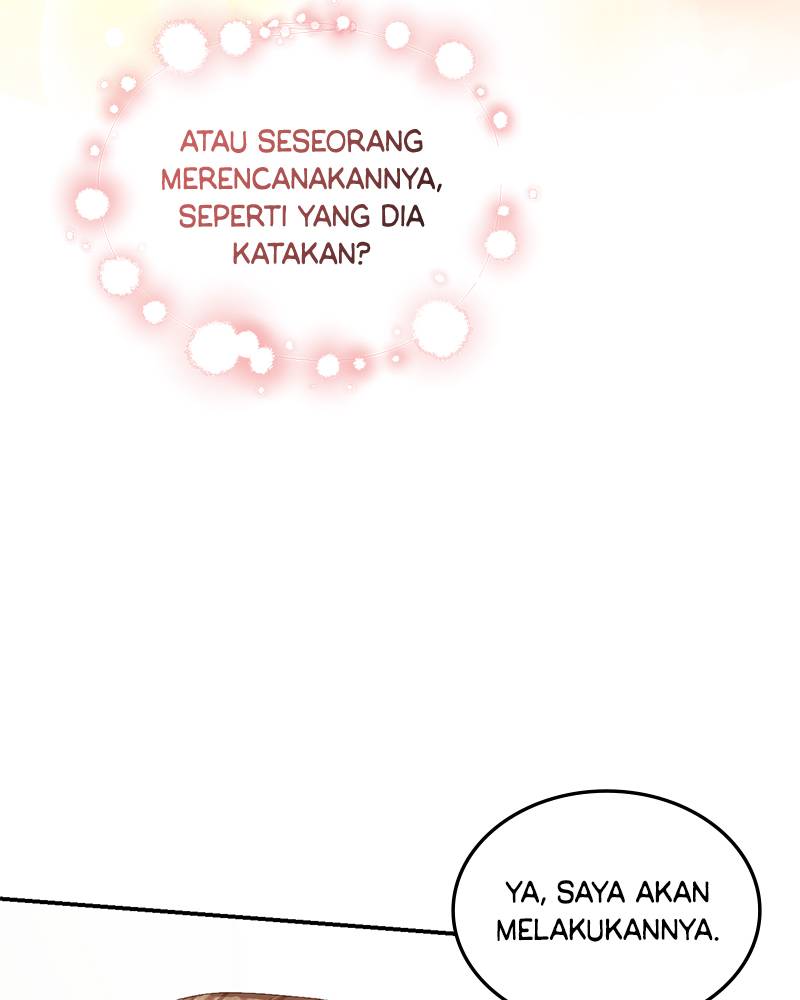 ATAU SESEORANG
MERENCANAKANNYA,
SEPERTI YANG DIA
KATAKAN?
YA, SAYA AKAN
MELAKUKANNYA.